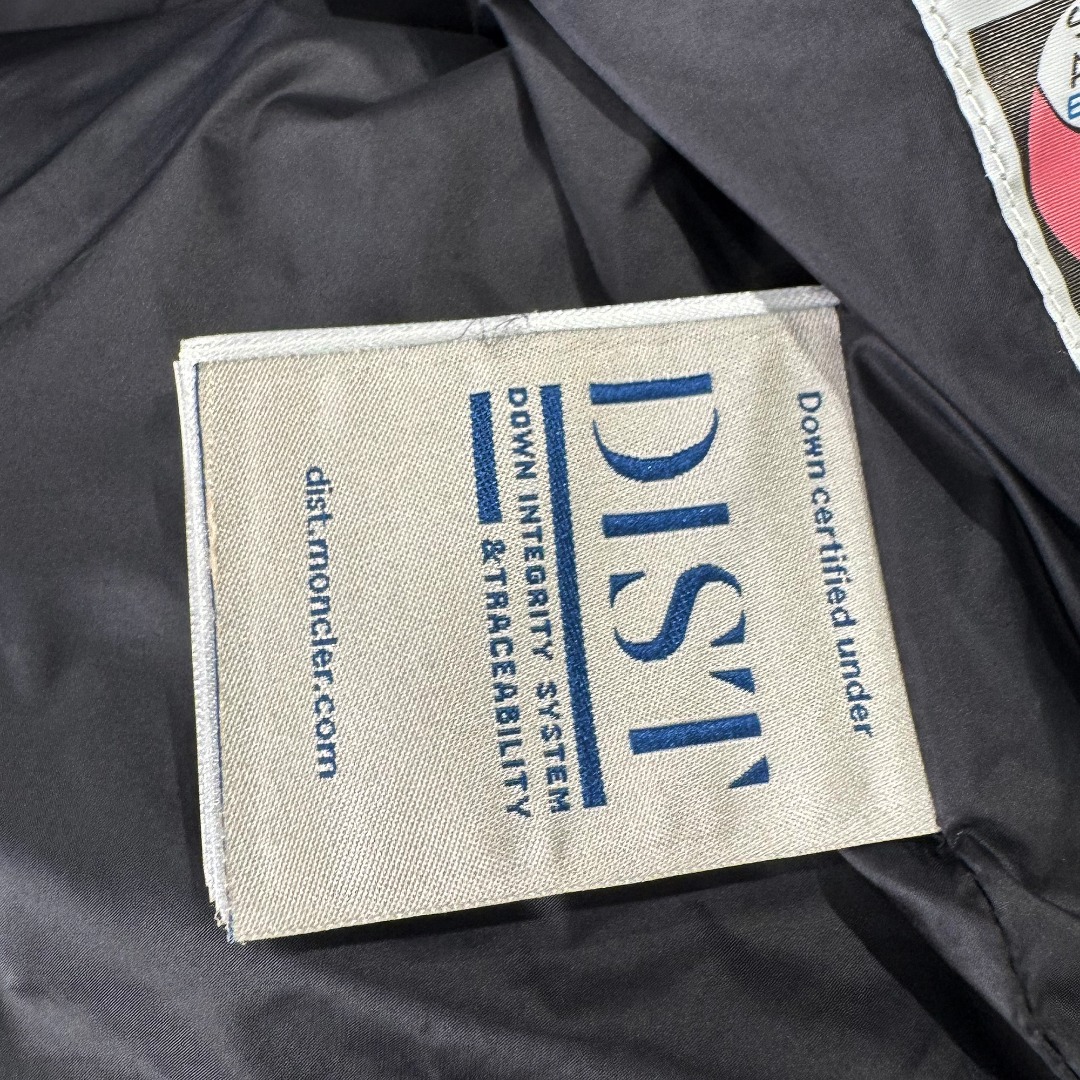 Down certified under
DIST
DOWN INTEGRITY SYSTEM
& TRACEABILITY
dist.moncler.com